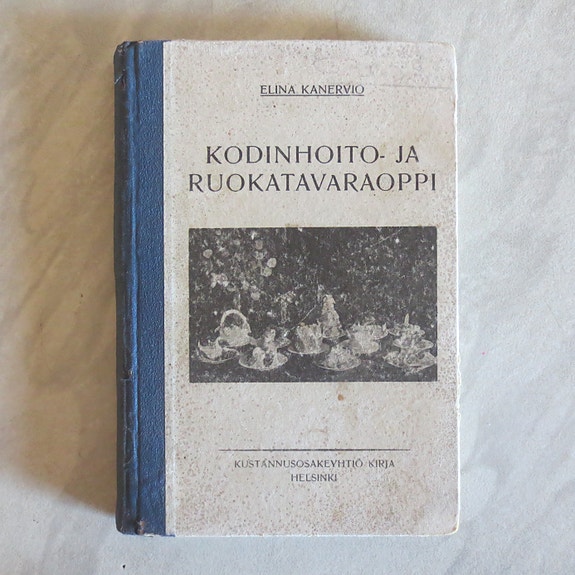 ELINA KANERVIO
KODINHOITO- JA
RUOKATAVARAOPPI
KUSTANNUSOSAKEYHTIÖ KIRJA
HELSINKI